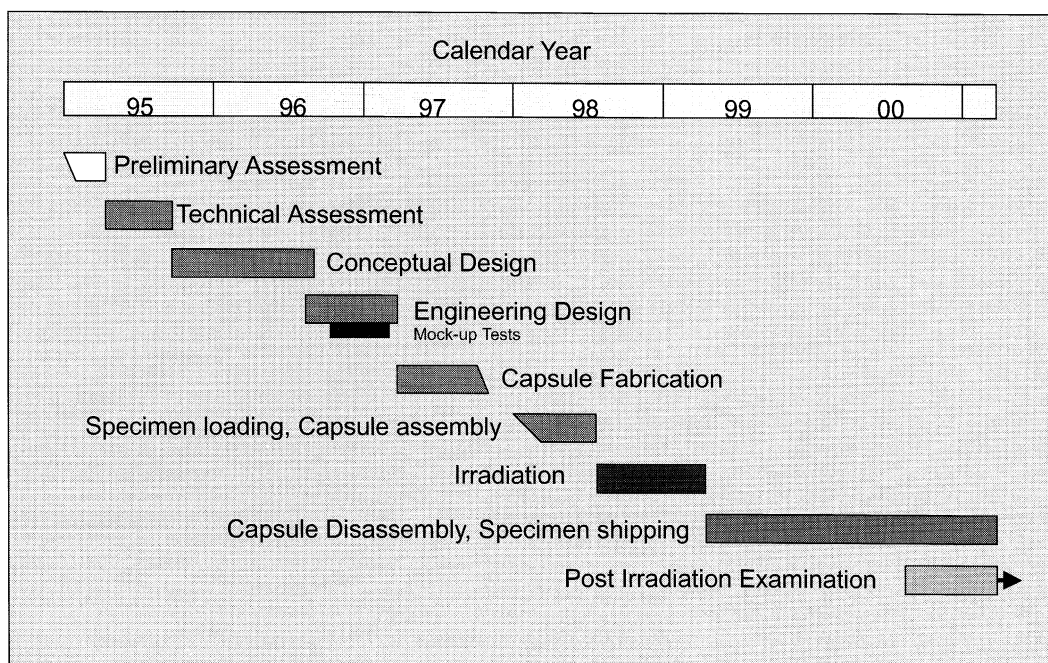 Calendar Year
95 96 97 98 99 00
Preliminary Assessment
Technical Assessment
Conceptual Design
Engineering Design
Mock-up Tests
Capsule Fabrication
Specimen loading, Capsule assembly
Irradiation
Capsule Disassembly, Specimen shipping
Post Irradiation Examination